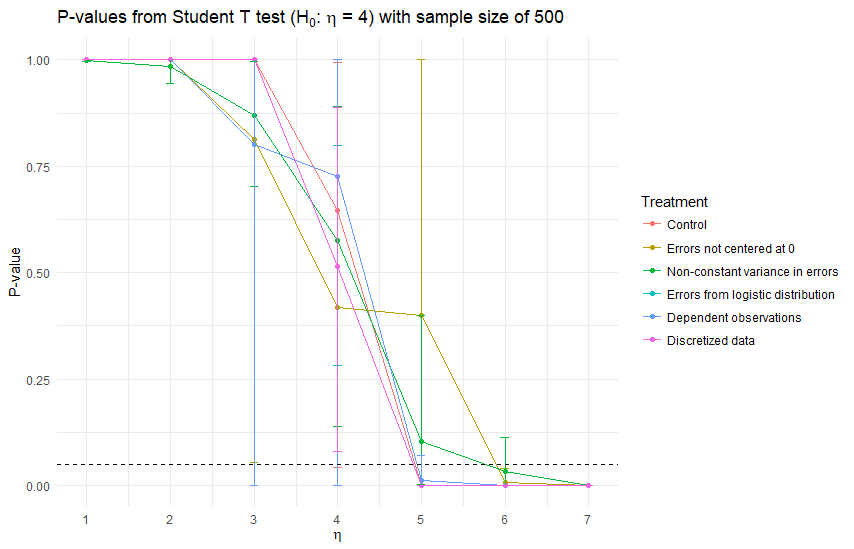 P-values from Student T test (H₀: η = 4) with sample size of 500
1.00
0.75
0.50
0.25
0.00
P-value
1 2 3 4 5 6 7
η
Treatment
Control
Errors not centered at 0
Non-constant variance in errors
Errors from logistic distribution
Dependent observations
Discretized data